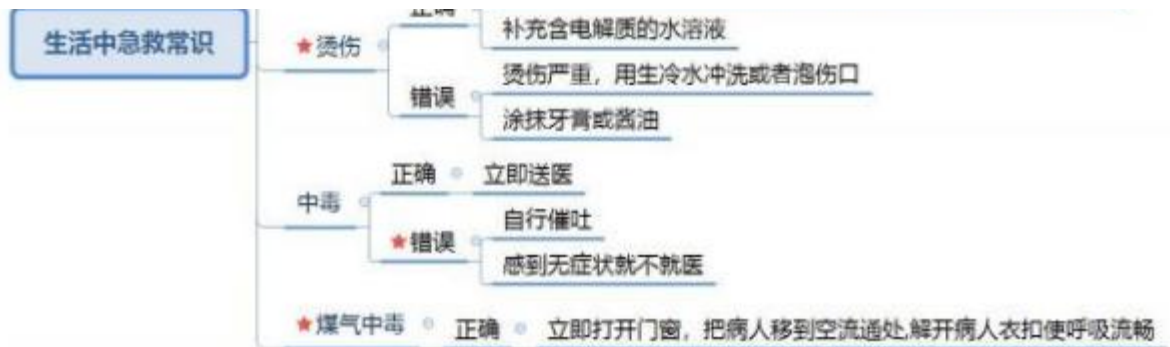 正确
补充含电解质的水溶液
生活中急救常识
★烫伤
烫伤严重，用生冷水冲洗或者泡伤口
错误
涂抹牙膏或酱油
正确
立即送医
中毒
自行催吐
★错误
感到无症状就不就医
★煤气中毒
正确
立即打开门窗，把病人移到空流通处,解开病人衣扣使呼吸流畅